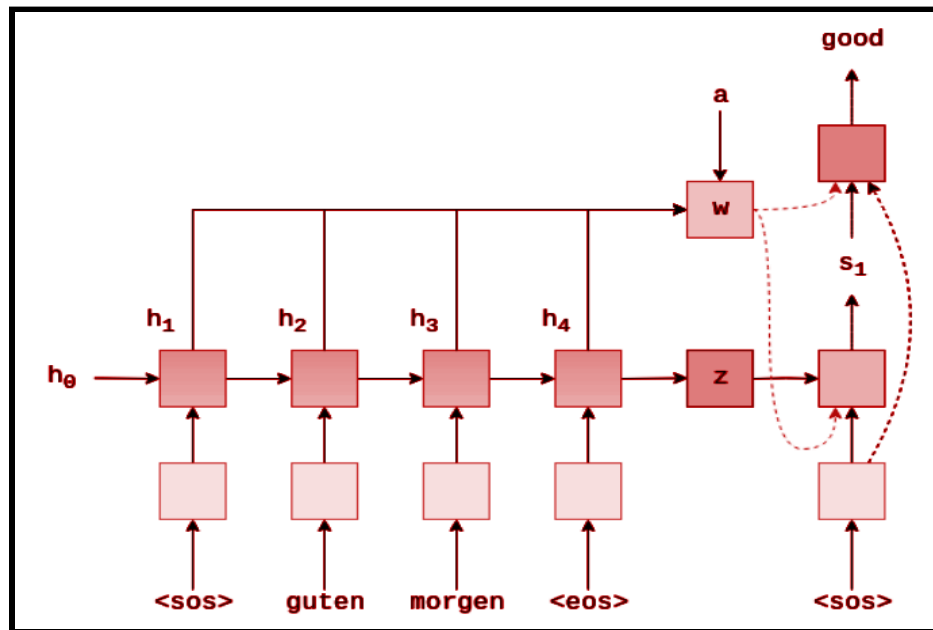 good
a
w
s₁
h₁ h₂ h₃ h₄
h₀ z
<sos> guten morgen <eos> <sos>